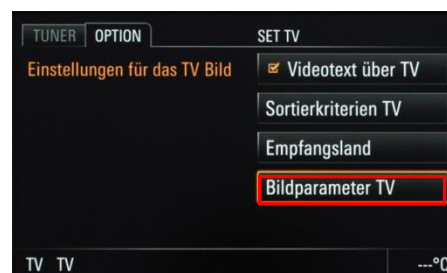 TUNER OPTION SET TV
Einstellungen für das TV Bild
Videotext über TV
Sortierkriterien TV
Empfangsland
Bildparameter TV
TV TV ---°C